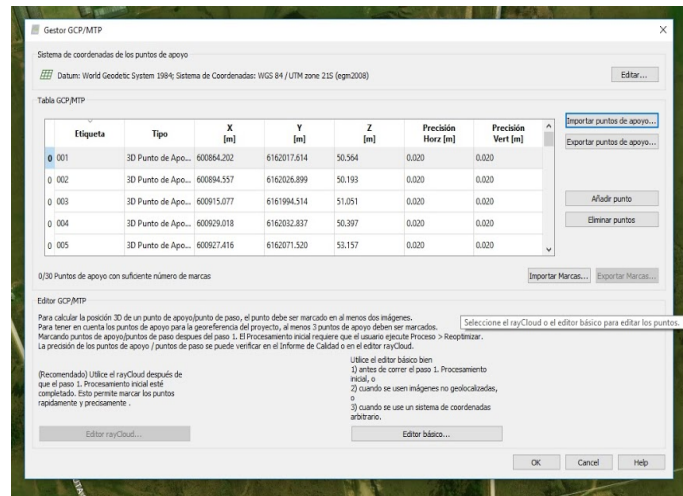 Gestor GCP/MTP
Sistema de coordenadas de los puntos de apoyo
Datum: World Geodetic System 1984; Sistema de Coordenadas: WGS 84 / UTM zone 21S (egm2008)
Editar...
Tabla GCP/MTP
Etiqueta Tipo X [m] Y [m] Z [m] Precisión Horz [m] Precisión Vert [m]
0 001 3D Punto de Apo... 600864.202 6162017.614 50.564 0.020 0.020
0 002 3D Punto de Apo... 600894.557 6162026.899 50.193 0.020 0.020
0 003 3D Punto de Apo... 600915.077 6161994.514 51.051 0.020 0.020
0 004 3D Punto de Apo... 600929.018 6162032.837 50.397 0.020 0.020
0 005 3D Punto de Apo... 600927.416 6162071.520 53.157 0.020 0.020
Importar puntos de apoyo...
Exportar puntos de apoyo...
Añadir punto
Eliminar puntos
0/30 Puntos de apoyo con suficiente número de marcas
Importar Marcas... Exportar Marcas...
Editor GCP/MTP
Para calcular la posición 3D de un punto de apoyo/punto de paso, el punto debe ser marcado en al menos dos imágenes.
Para tener en cuenta los puntos de apoyo para la georeferencia del proyecto, al menos 3 puntos de apoyo deben ser marcados.
Marcando puntos de apoyo/puntos de paso despues del paso 1. El Procesamiento inicial requiere que el usuario ejecute Proceso > Reoptimizar.
La precisión de los puntos de apoyo / puntos de paso se puede verificar en el Informe de Calidad o en el editor rayCloud.
Seleccione el rayCloud o el editor básico para editar los puntos.
(Recomendado) Utilice el rayCloud después de
que el paso 1. Procesamiento inicial esté
completado. Esto permite marcar los puntos
rapidamente y precisamente .
Utilice el editor básico bien
1) antes de correr el paso 1. Procesamiento
inicial, o
2) cuando se usen imágenes no geolocalizadas,
o
3) cuando se use un sistema de coordenadas
arbitrario.
Editor rayCloud...
Editor básico...
OK Cancel Help